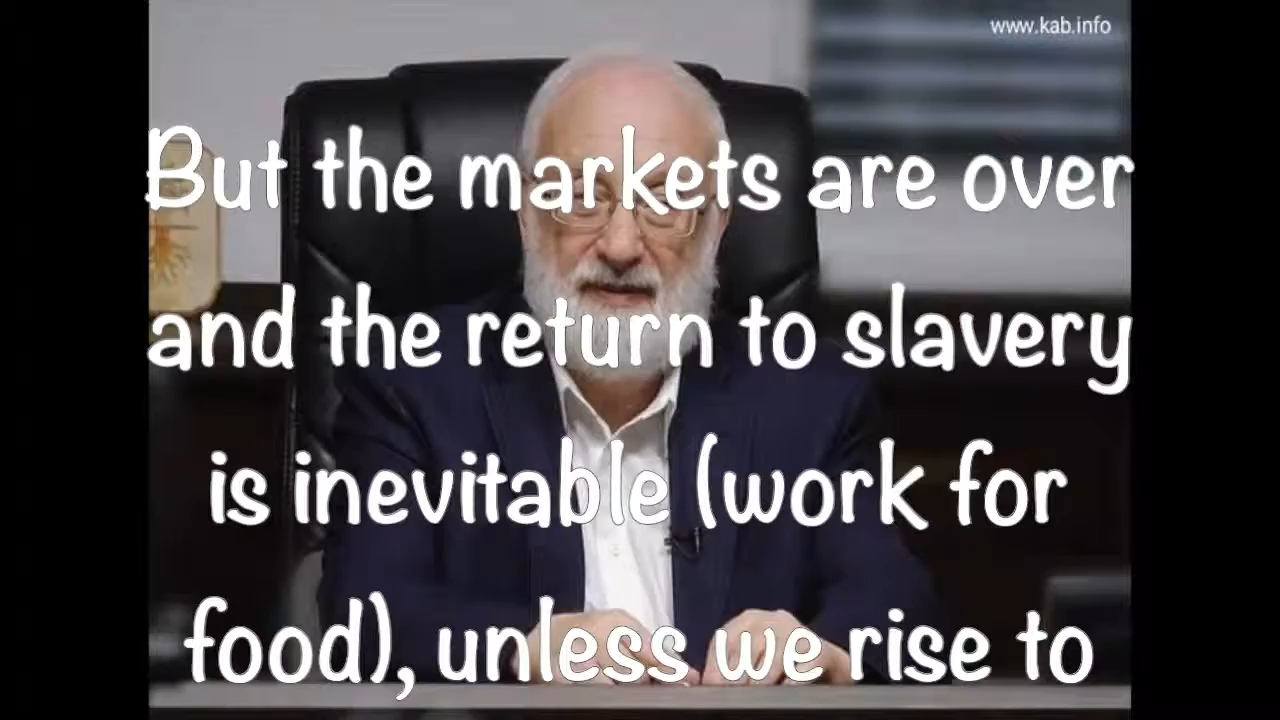 www.kab.info
But the markets are over
and the return to slavery
is inevitable (work for
food), unless we rise to